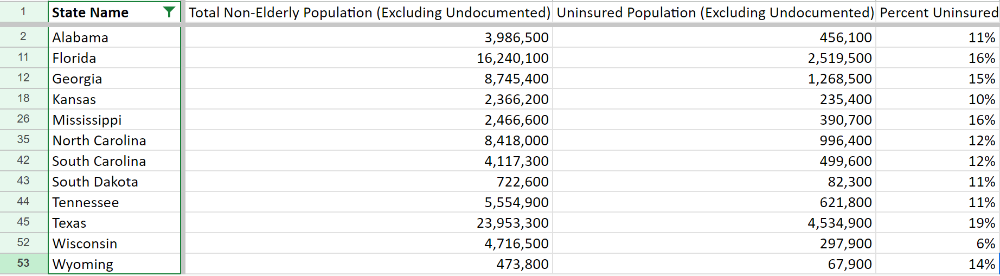 1 State Name Total Non-Elderly Population (Excluding Undocumented) Uninsured Population (Excluding Undocumented) Percent Uninsured
2 Alabama 3,986,500 456,100 11%
11 Florida 16,240,100 2,519,500 16%
12 Georgia 8,745,400 1,268,500 15%
18 Kansas 2,366,200 235,400 10%
26 Mississippi 2,466,600 390,700 16%
35 North Carolina 8,418,000 996,400 12%
42 South Carolina 4,117,300 499,600 12%
43 South Dakota 722,600 82,300 11%
44 Tennessee 5,554,900 621,800 11%
45 Texas 23,953,300 4,534,900 19%
52 Wisconsin 4,716,500 297,900 6%
53 Wyoming 473,800 67,900 14%